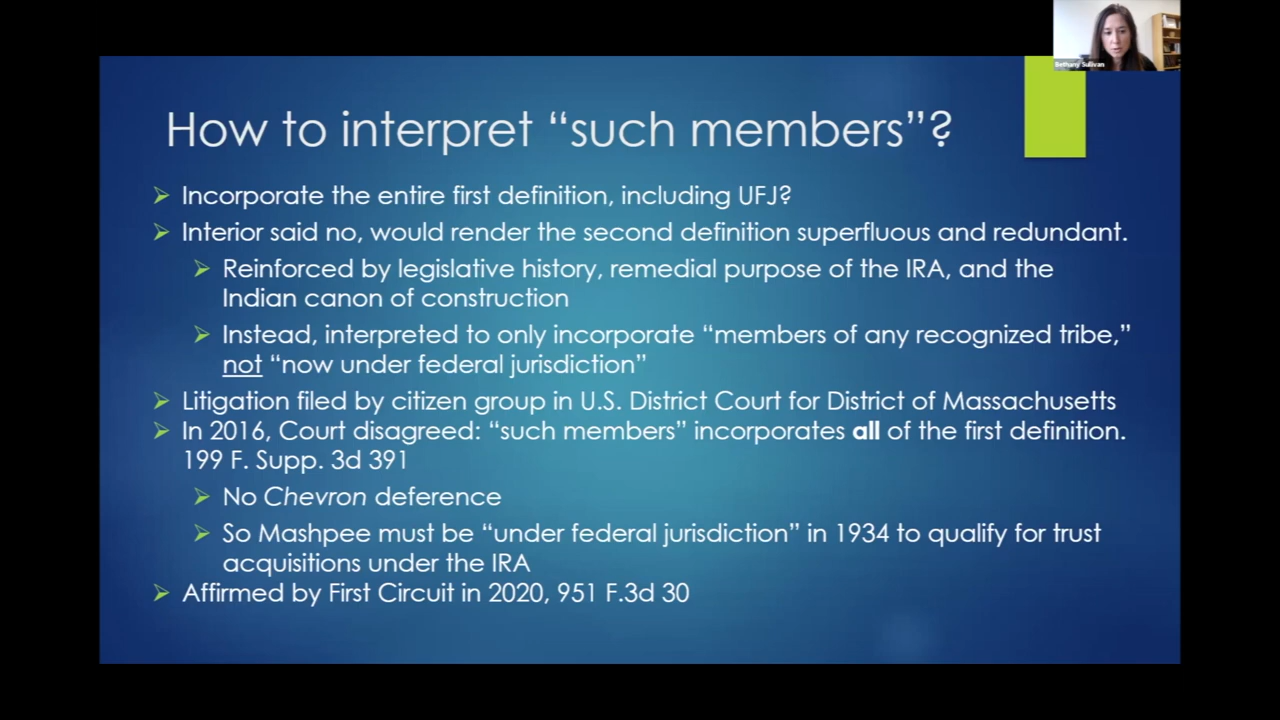 Bethany Sullivan
How to interpret “such members”?
➢ Incorporate the entire first definition, including UFJ?
➢ Interior said no, would render the second definition superfluous and redundant.
➢ Reinforced by legislative history, remedial purpose of the IRA, and the
Indian canon of construction
➢ Instead, interpreted to only incorporate “members of any recognized tribe,”
not “now under federal jurisdiction”
➢ Litigation filed by citizen group in U.S. District Court for District of Massachusetts
➢ In 2016, Court disagreed: “such members” incorporates all of the first definition.
199 F. Supp. 3d 391
➢ No Chevron deference
➢ So Mashpee must be “under federal jurisdiction” in 1934 to qualify for trust
acquisitions under the IRA
➢ Affirmed by First Circuit in 2020, 951 F.3d 30